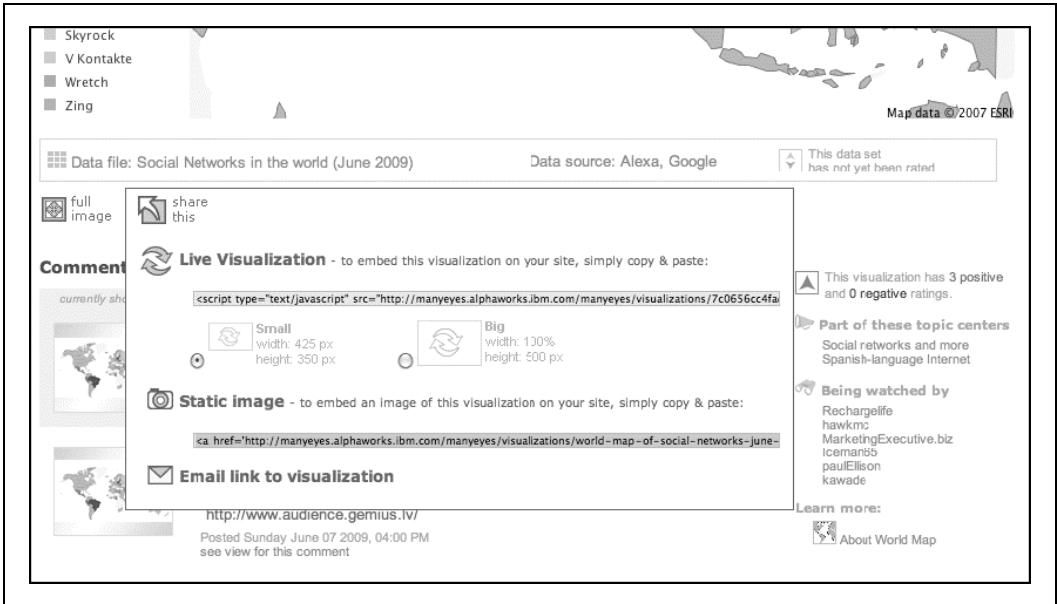 Skyrock
V Kontakte
Wretch
Zing
Map data © 2007 ESRI
Data file: Social Networks in the world (June 2009)
Data source: Alexa, Google
This data set
has not yet been rated
full
image
share
this
Live Visualization - to embed this visualization on your site, simply copy & paste:
<script type="text/javascript" src="http://manyeyes.alphaworks.ibm.com/manyeyes/visualizations/7c0656cc4fa
Small
width: 425 px
height: 350 px
Big
width: 100%
height: 500 px
Static image - to embed an image of this visualization on your site, simply copy & paste:
<a href='http://manyeyes.alphaworks.ibm.com/manyeyes/visualizations/world-map-of-social-networks-june-
Email link to visualization
Comment
currently sho
http://www.audience.gemius.lv/
Posted Sunday June 07 2009, 04:00 PM
see view for this comment
This visualization has 3 positive
and 0 negative ratings.
Part of these topic centers
Social networks and more
Spanish-language Internet
Being watched by
Rechargelife
hawkmc
MarketingExecutive.biz
Iceman65
paulEllison
kawade
Learn more:
About World Map